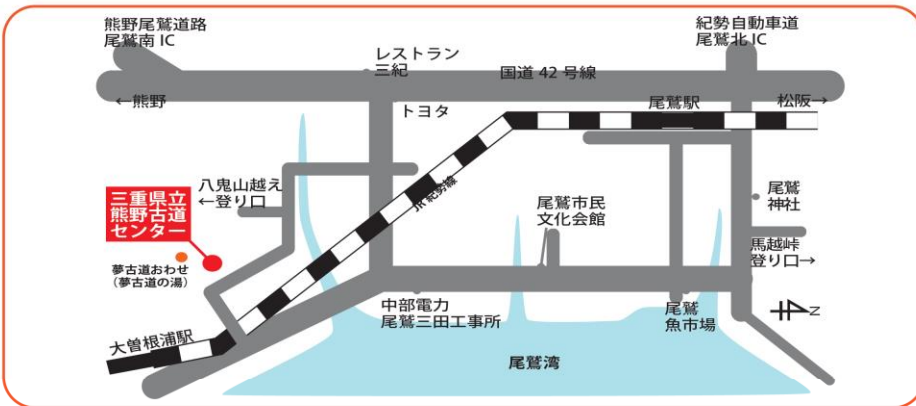 熊野尾鷲道路
尾鷲南IC
紀勢自動車道
尾鷲北IC
レストラン
三紀
国道42号線
←熊野
トヨタ
尾鷲駅
松阪→
八鬼山越え
←登り口
JR紀勢線
三重県立
熊野古道
センター
尾鷲市民
文化会館
尾鷲
神社
馬越峠
登り口→
夢古道おわせ
(夢古道の湯)
中部電力
尾鷲三田工事所
尾鷲
魚市場
N
大曽根浦駅
尾鷲湾